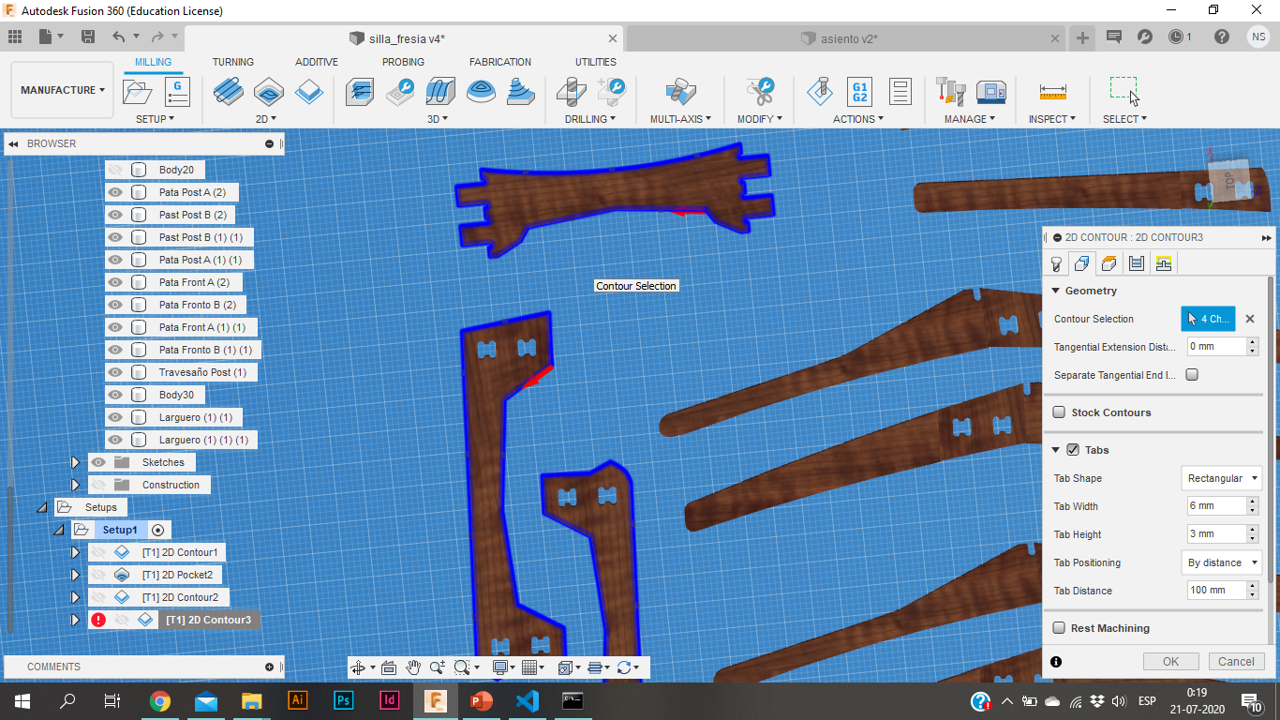 Autodesk Fusion 360 (Education License)
silla_fresia v4*
asiento v2*
1
NS
MILLING
TURNING
ADDITIVE
PROBING
FABRICATION
UTILITIES
MANUFACTURE
G
G1
G2
SETUP
2D
3D
DRILLING
MULTI-AXIS
MODIFY
ACTIONS
MANAGE
INSPECT
SELECT
BROWSER
Body20
Pata Post A (2)
Past Post B (2)
Past Post B (1) (1)
Pata Post A (1) (1)
Pata Front A (2)
Pata Fronto B (2)
Pata Front A (1) (1)
Pata Fronto B (1) (1)
Travesaño Post (1)
Body30
Larguero (1) (1)
Larguero (1) (1) (1)
Sketches
Construction
Setups
Setup1
[T1] 2D Contour1
[T1] 2D Pocket2
[T1] 2D Contour2
[T1] 2D Contour3
COMMENTS
Contour Selection
TOP
2D CONTOUR : 2D CONTOUR3
Geometry
Contour Selection
4 Ch...
Tangential Extension Dist...
0 mm
Separate Tangential End l...
Stock Contours
Tabs
Tab Shape
Rectangular
Tab Width
6 mm
Tab Height
3 mm
Tab Positioning
By distance
Tab Distance
100 mm
Rest Machining
OK
Cancel
Ai
Ps
Id
F
P
ESP
0:19
21-07-2020
10